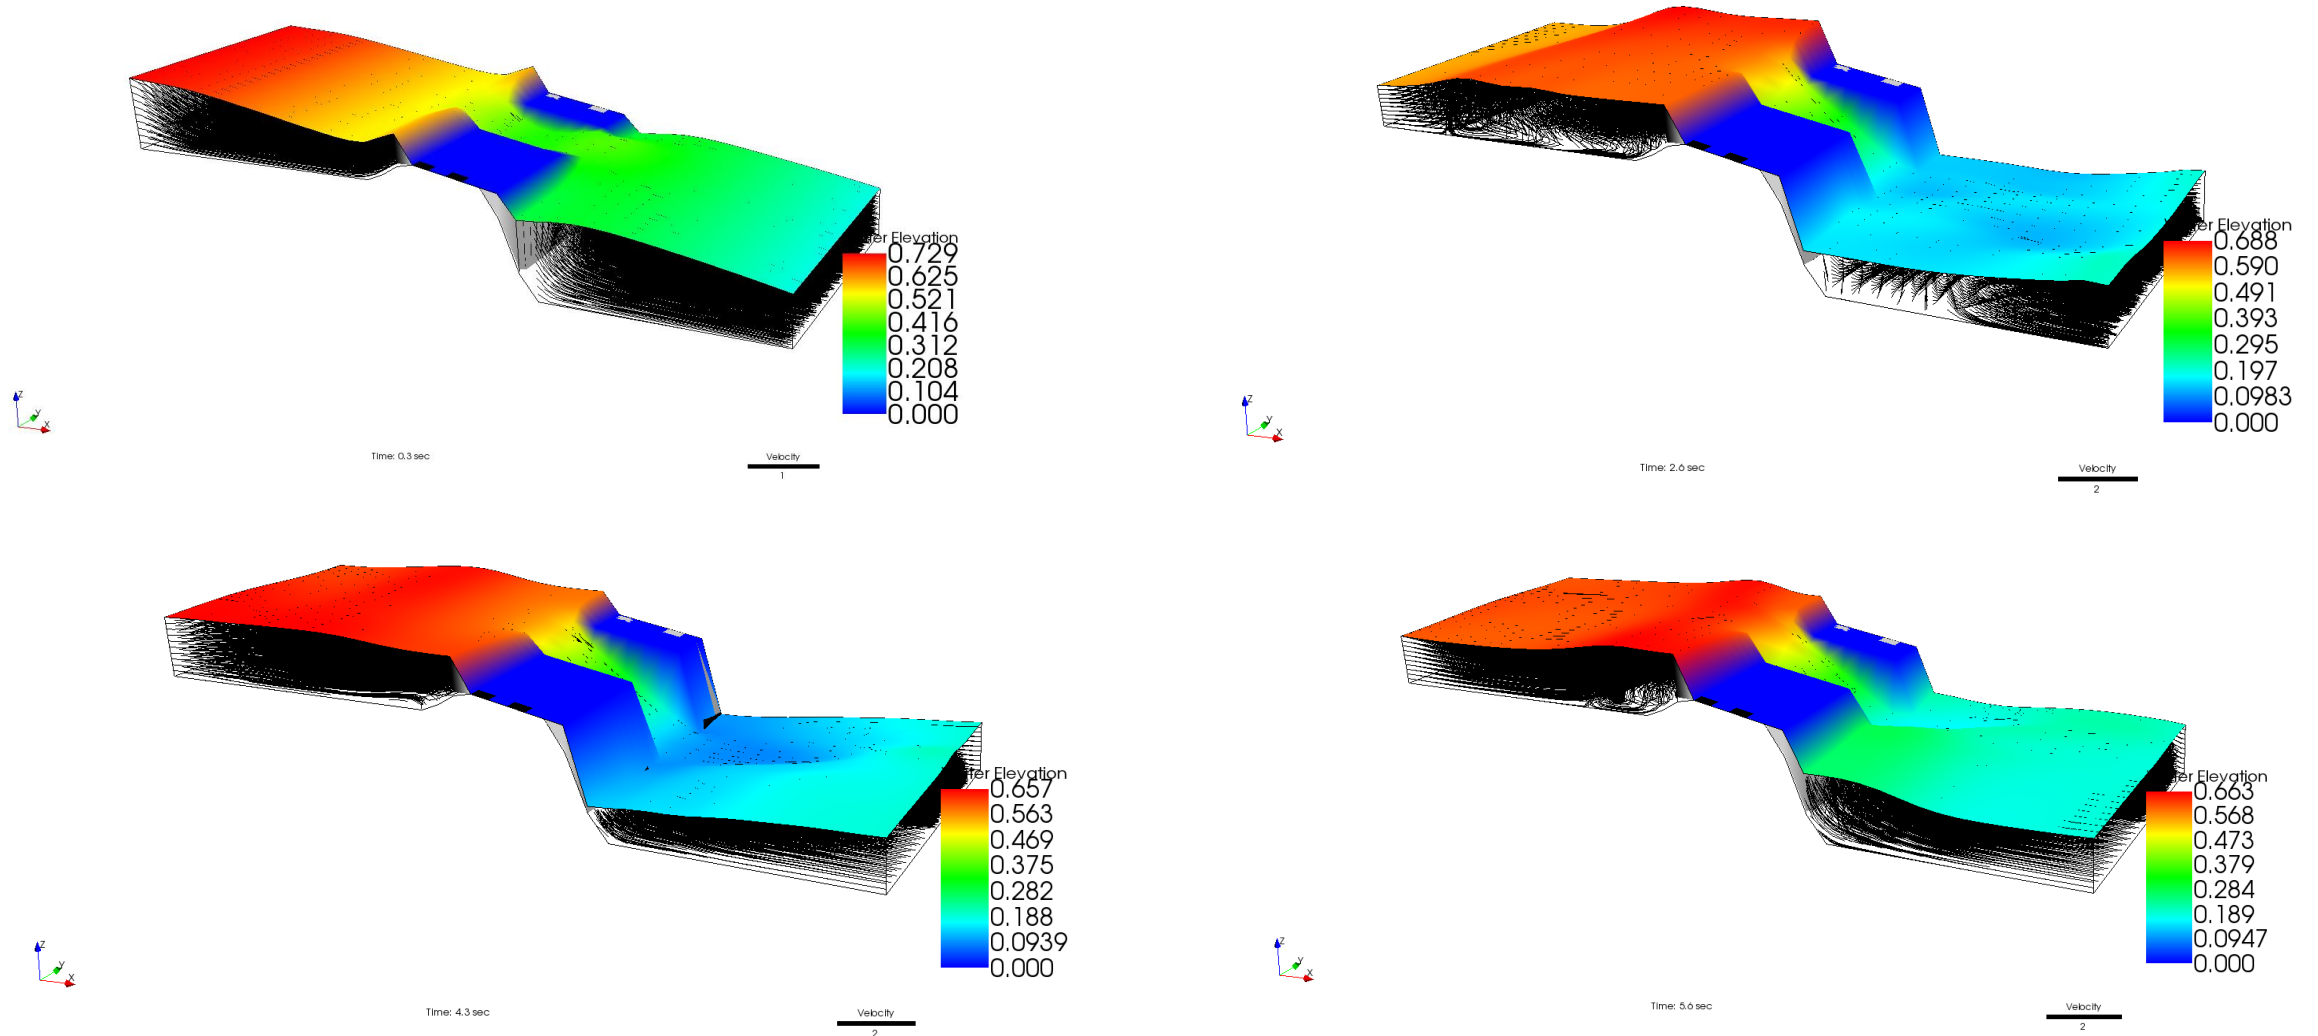 er Elevation
0.729
0.625
0.521
0.416
0.312
0.208
0.104
0.000
Z
Y
X
Time: 0.3 sec
Velocity
1
er Elevation
0.688
0.590
0.491
0.393
0.295
0.197
0.0983
0.000
Z
Y
X
Time: 2.6 sec
Velocity
2
ter Elevation
0.657
0.563
0.469
0.375
0.282
0.188
0.0939
0.000
Z
Y
X
Time: 4.3 sec
Velocity
2
ter Elevation
0.663
0.568
0.473
0.379
0.284
0.189
0.0947
0.000
Z
Y
X
Time: 5.6 sec
Velocity
2